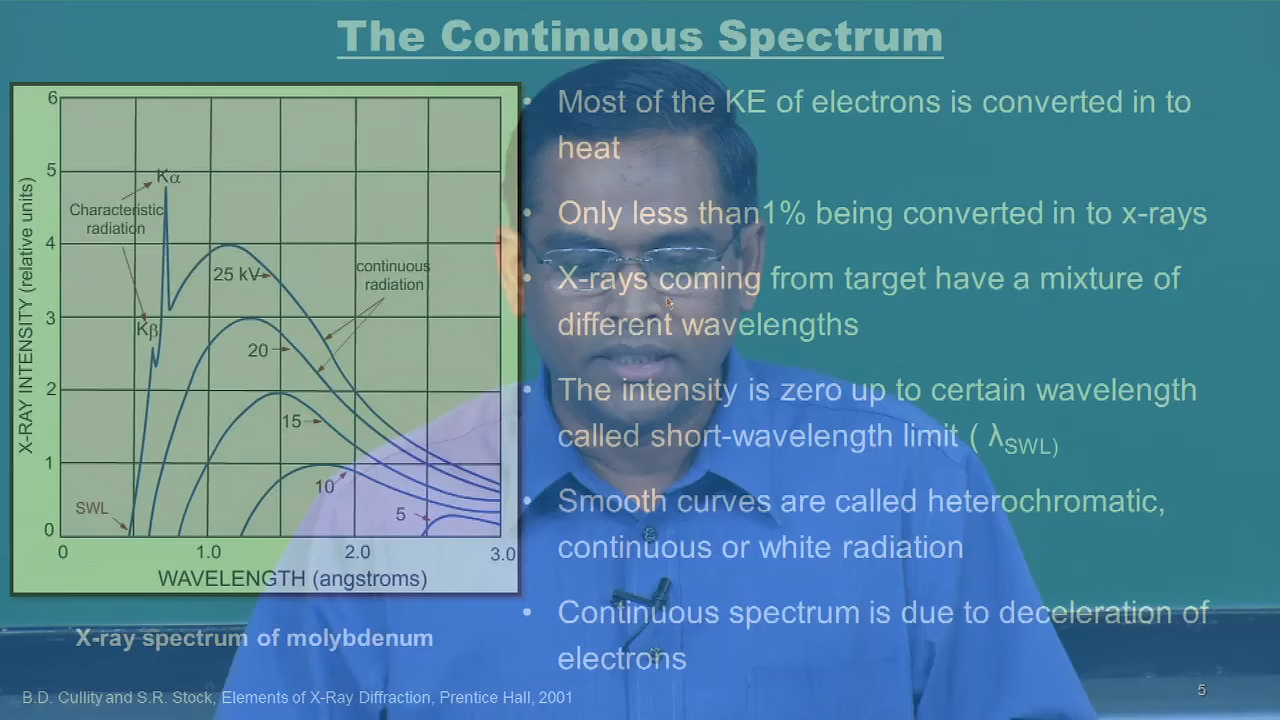 The Continuous Spectrum
6
5
4
3
2
1
0
X-RAY INTENSITY (relative units)
Kα
Characteristic
radiation
Kβ
25 kV
continuous
radiation
20
15
10
5
SWL
0
1.0
2.0
3.0
WAVELENGTH (angstroms)
X-ray spectrum of molybdenum
B.D. Cullity and S.R. Stock, Elements of X-Ray Diffraction, Prentice Hall, 2001
• Most of the KE of electrons is converted in to
heat
• Only less than1% being converted in to x-rays
• X-rays coming from target have a mixture of
different wavelengths
• The intensity is zero up to certain wavelength
called short-wavelength limit ( λSWL)
• Smooth curves are called heterochromatic,
continuous or white radiation
• Continuous spectrum is due to deceleration of
electrons
5